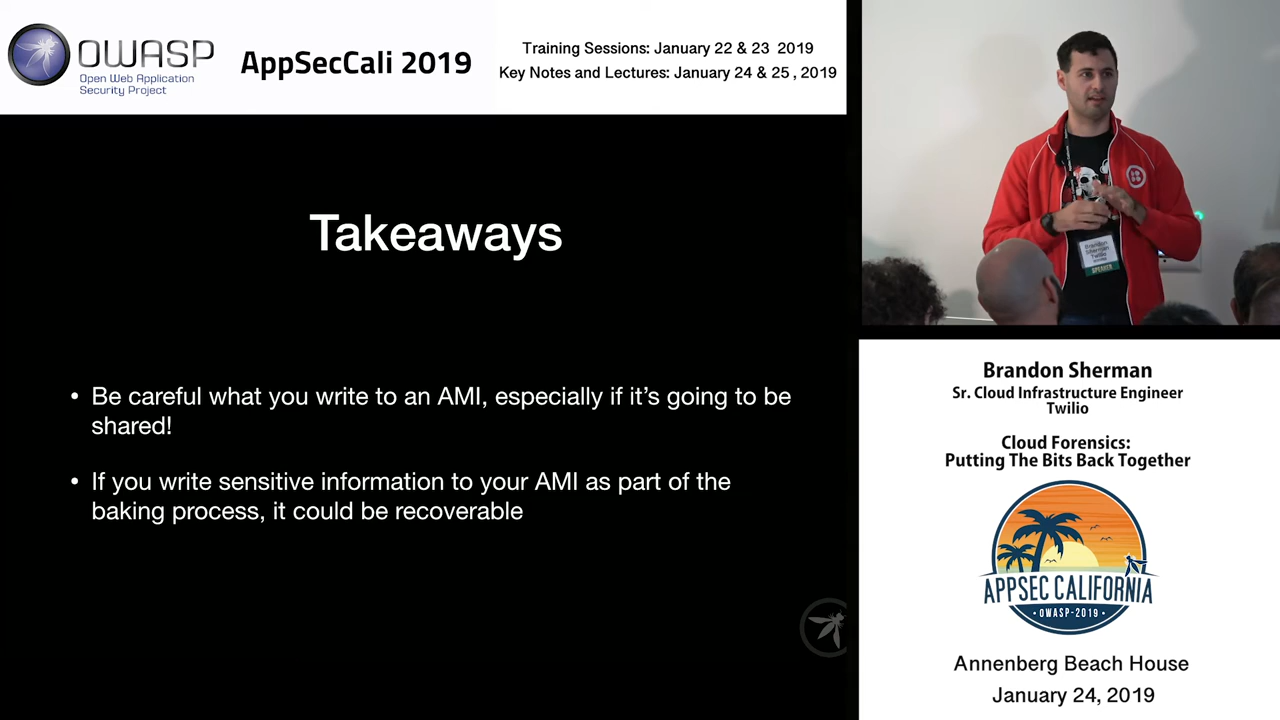 OWASP
Open Web Application
Security Project
AppSecCali 2019
Training Sessions: January 22 & 23 2019
Key Notes and Lectures: January 24 & 25 , 2019
Takeaways
• Be careful what you write to an AMI, especially if it's going to be
shared!
• If you write sensitive information to your AMI as part of the
baking process, it could be recoverable
Brandon
Sherman
Twilio
SPEAKER
Brandon Sherman
Sr. Cloud Infrastructure Engineer
Twilio
Cloud Forensics:
Putting The Bits Back Together
APPSEC CALIFORNIA
• OWASP-2019 •
Annenberg Beach House
January 24, 2019